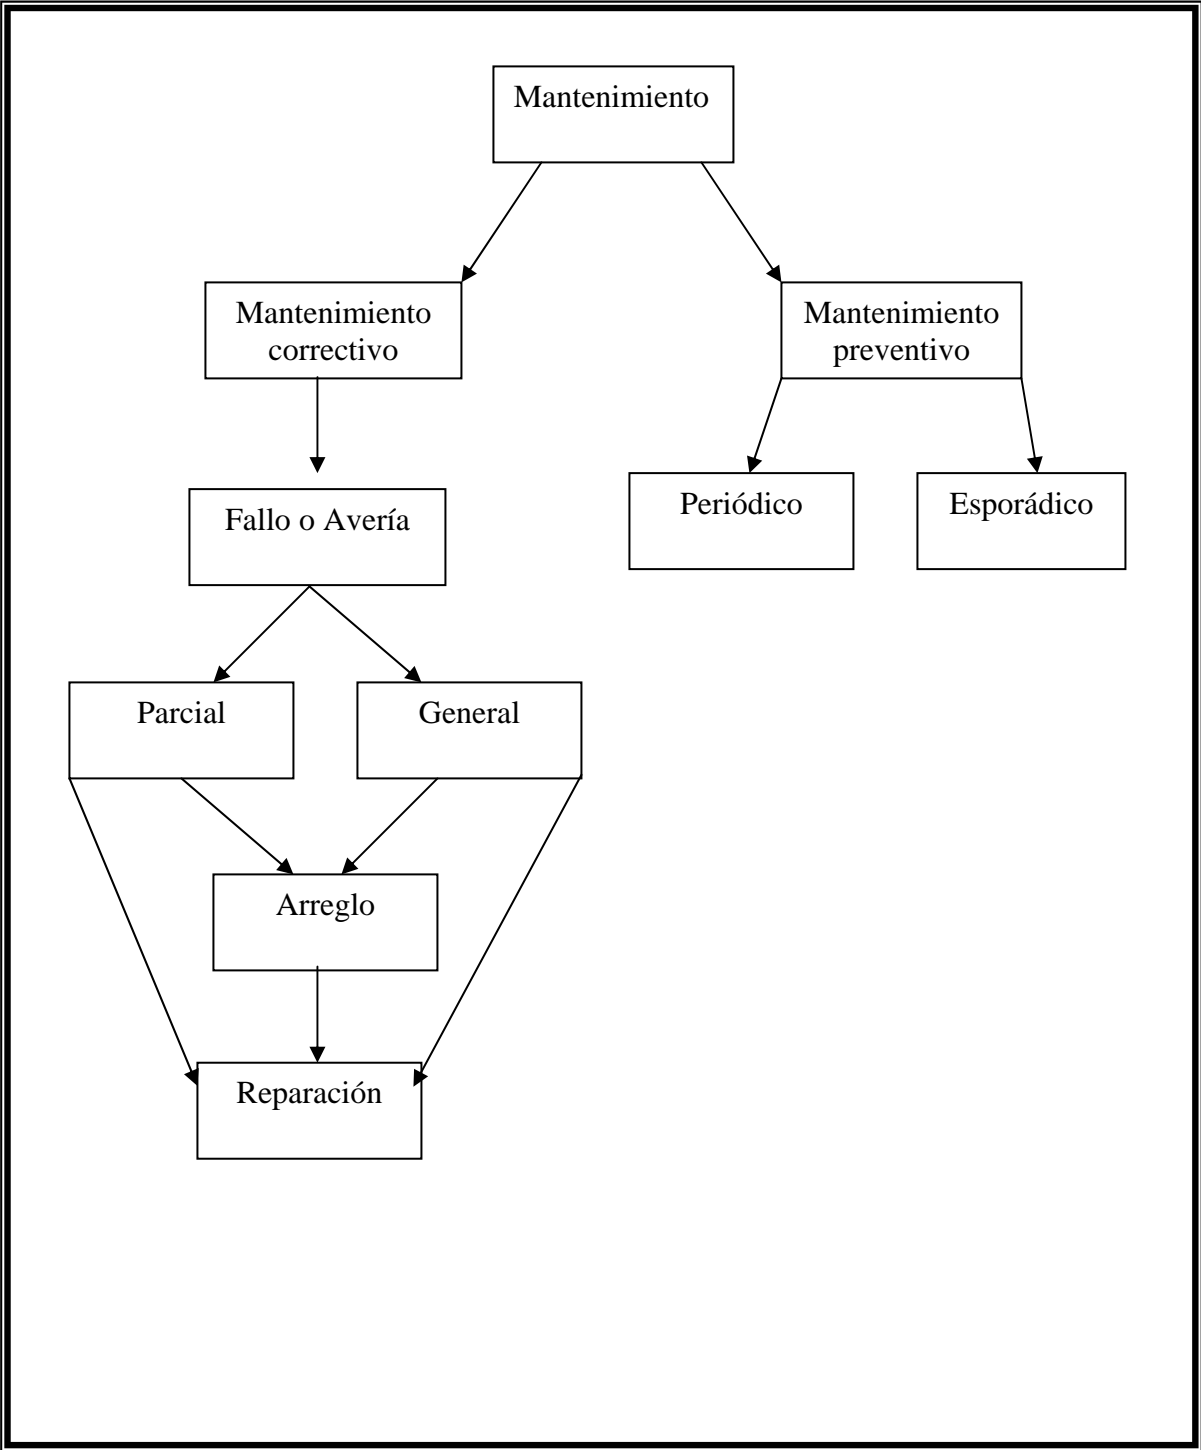 Mantenimiento
Mantenimiento
correctivo
Mantenimiento
preventivo
Fallo o Avería
Periódico
Esporádico
Parcial
General
Arreglo
Reparación